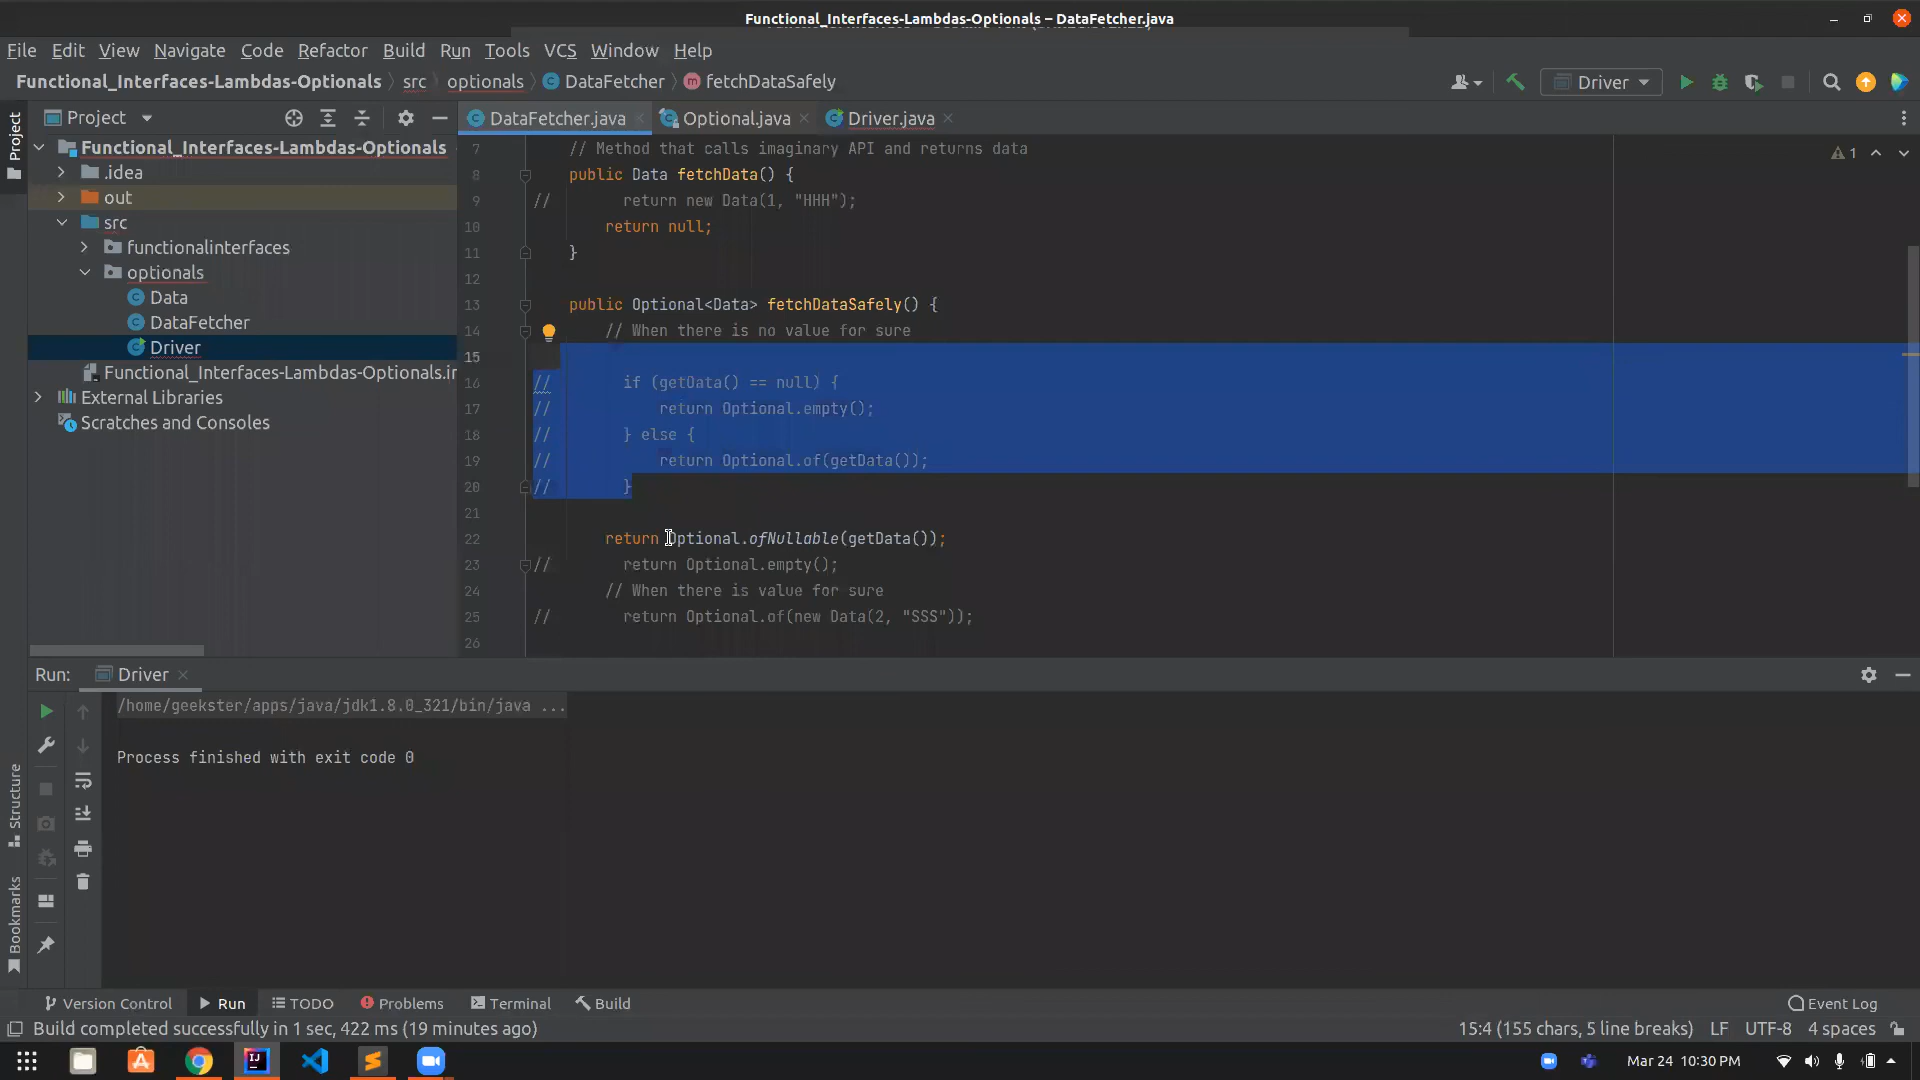 Functional_Interfaces-Lambdas-Optionals – DataFetcher.java
File Edit View Navigate Code Refactor Build Run Tools VCS Window Help
Functional_Interfaces-Lambdas-Optionals src optionals DataFetcher fetchDataSafely Driver
Project DataFetcher.java Optional.java Driver.java
Project
Functional_Interfaces-Lambdas-Optionals
.idea
out
src
functionalinterfaces
optionals
Data
DataFetcher
Driver
Functional_Interfaces-Lambdas-Optionals.ir
External Libraries
Scratches and Consoles
1
7 // Method that calls imaginary API and returns data
8 public Data fetchData() {
9 // return new Data(1, "HHH");
10 return null;
11 }
12
13 public Optional<Data> fetchDataSafely() {
14 // When there is no value for sure
15
16 // if (getData() == null) {
17 // return Optional.empty();
18 // } else {
19 // return Optional.of(getData());
20 // }
21
22 return Optional.ofNullable(getData());
23 // return Optional.empty();
24 // When there is value for sure
25 // return Optional.of(new Data(2, "SSS"));
26
Run: Driver
/home/geekster/apps/java/jdk1.8.0_321/bin/java ...
Process finished with exit code 0
Structure
Bookmarks
Version Control Run TODO Problems Terminal Build Event Log
Build completed successfully in 1 sec, 422 ms (19 minutes ago) 15:4 (155 chars, 5 line breaks) LF UTF-8 4 spaces
IJ Mar 24 10:30 PM